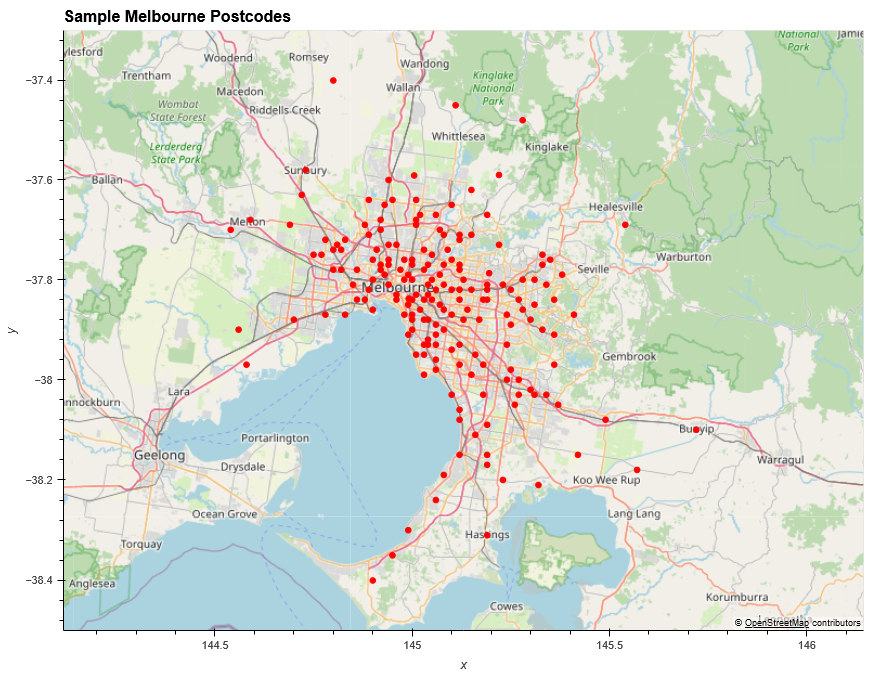 Sample Melbourne Postcodes
ylesford
Woodend
Romsey
Wandong
National
Park
Jamie
−37.4
Trentham
Macedon
Wallan
Kinglake
National
Park
Wombat
State Forest
Riddells Creek
Whittlesea
Lerderderg
State Park
Kinglake
Sunbury
−37.6
Ballan
Healesville
Melton
Warburton
Seville
−37.8
Melbourne
y
Gembrook
−38
Lara
nnockburn
Portarlington
Bunyip
Geelong
Drysdale
Warragul
−38.2
Koo Wee Rup
Ocean Grove
Lang Lang
Torquay
Hastings
−38.4
Anglesea
Korumburra
Cowes
© OpenStreetMap contributors
144.5
145
145.5
146
x